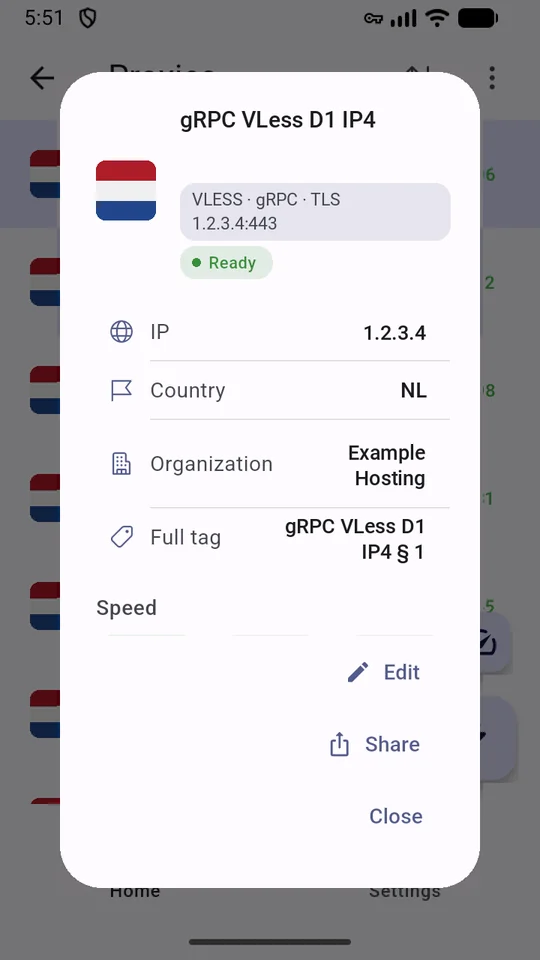 5:51
Proxies
gRPC VLess D1 IP4
VLESS · gRPC · TLS
1.2.3.4:443
Ready
IP
1.2.3.4
Country
NL
Organization
Example
Hosting
Full tag
gRPC VLess D1
IP4 § 1
Speed
Edit
Share
Close
Home
Settings